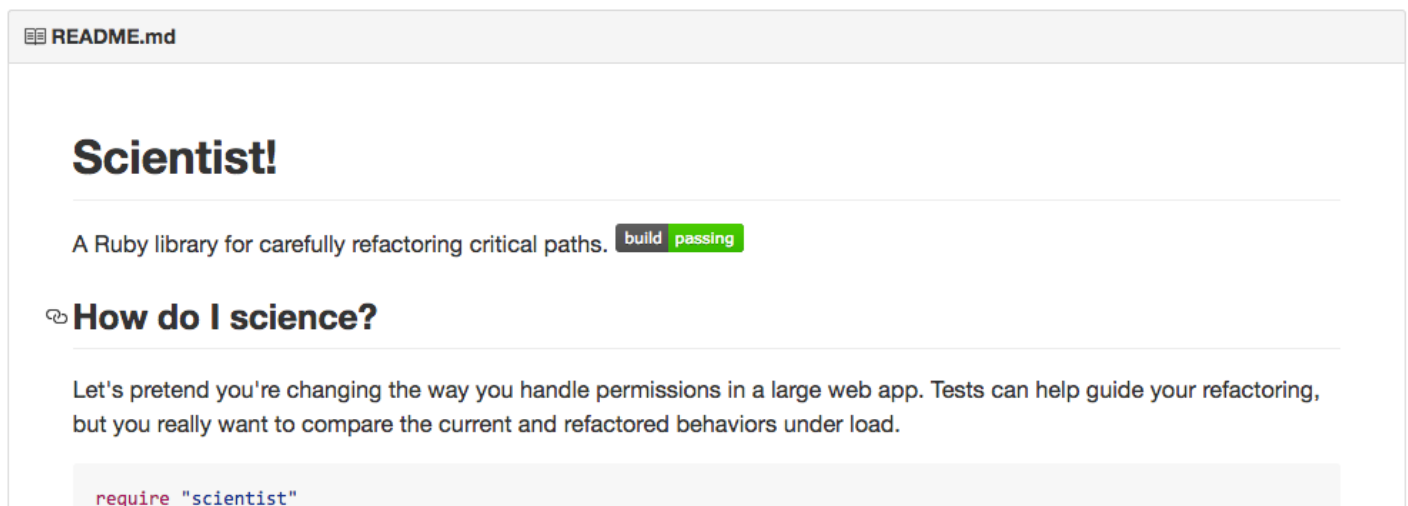 README.md
Scientist!
A Ruby library for carefully refactoring critical paths. build passing
How do I science?
Let's pretend you're changing the way you handle permissions in a large web app. Tests can help guide your refactoring,
but you really want to compare the current and refactored behaviors under load.
require "scientist"